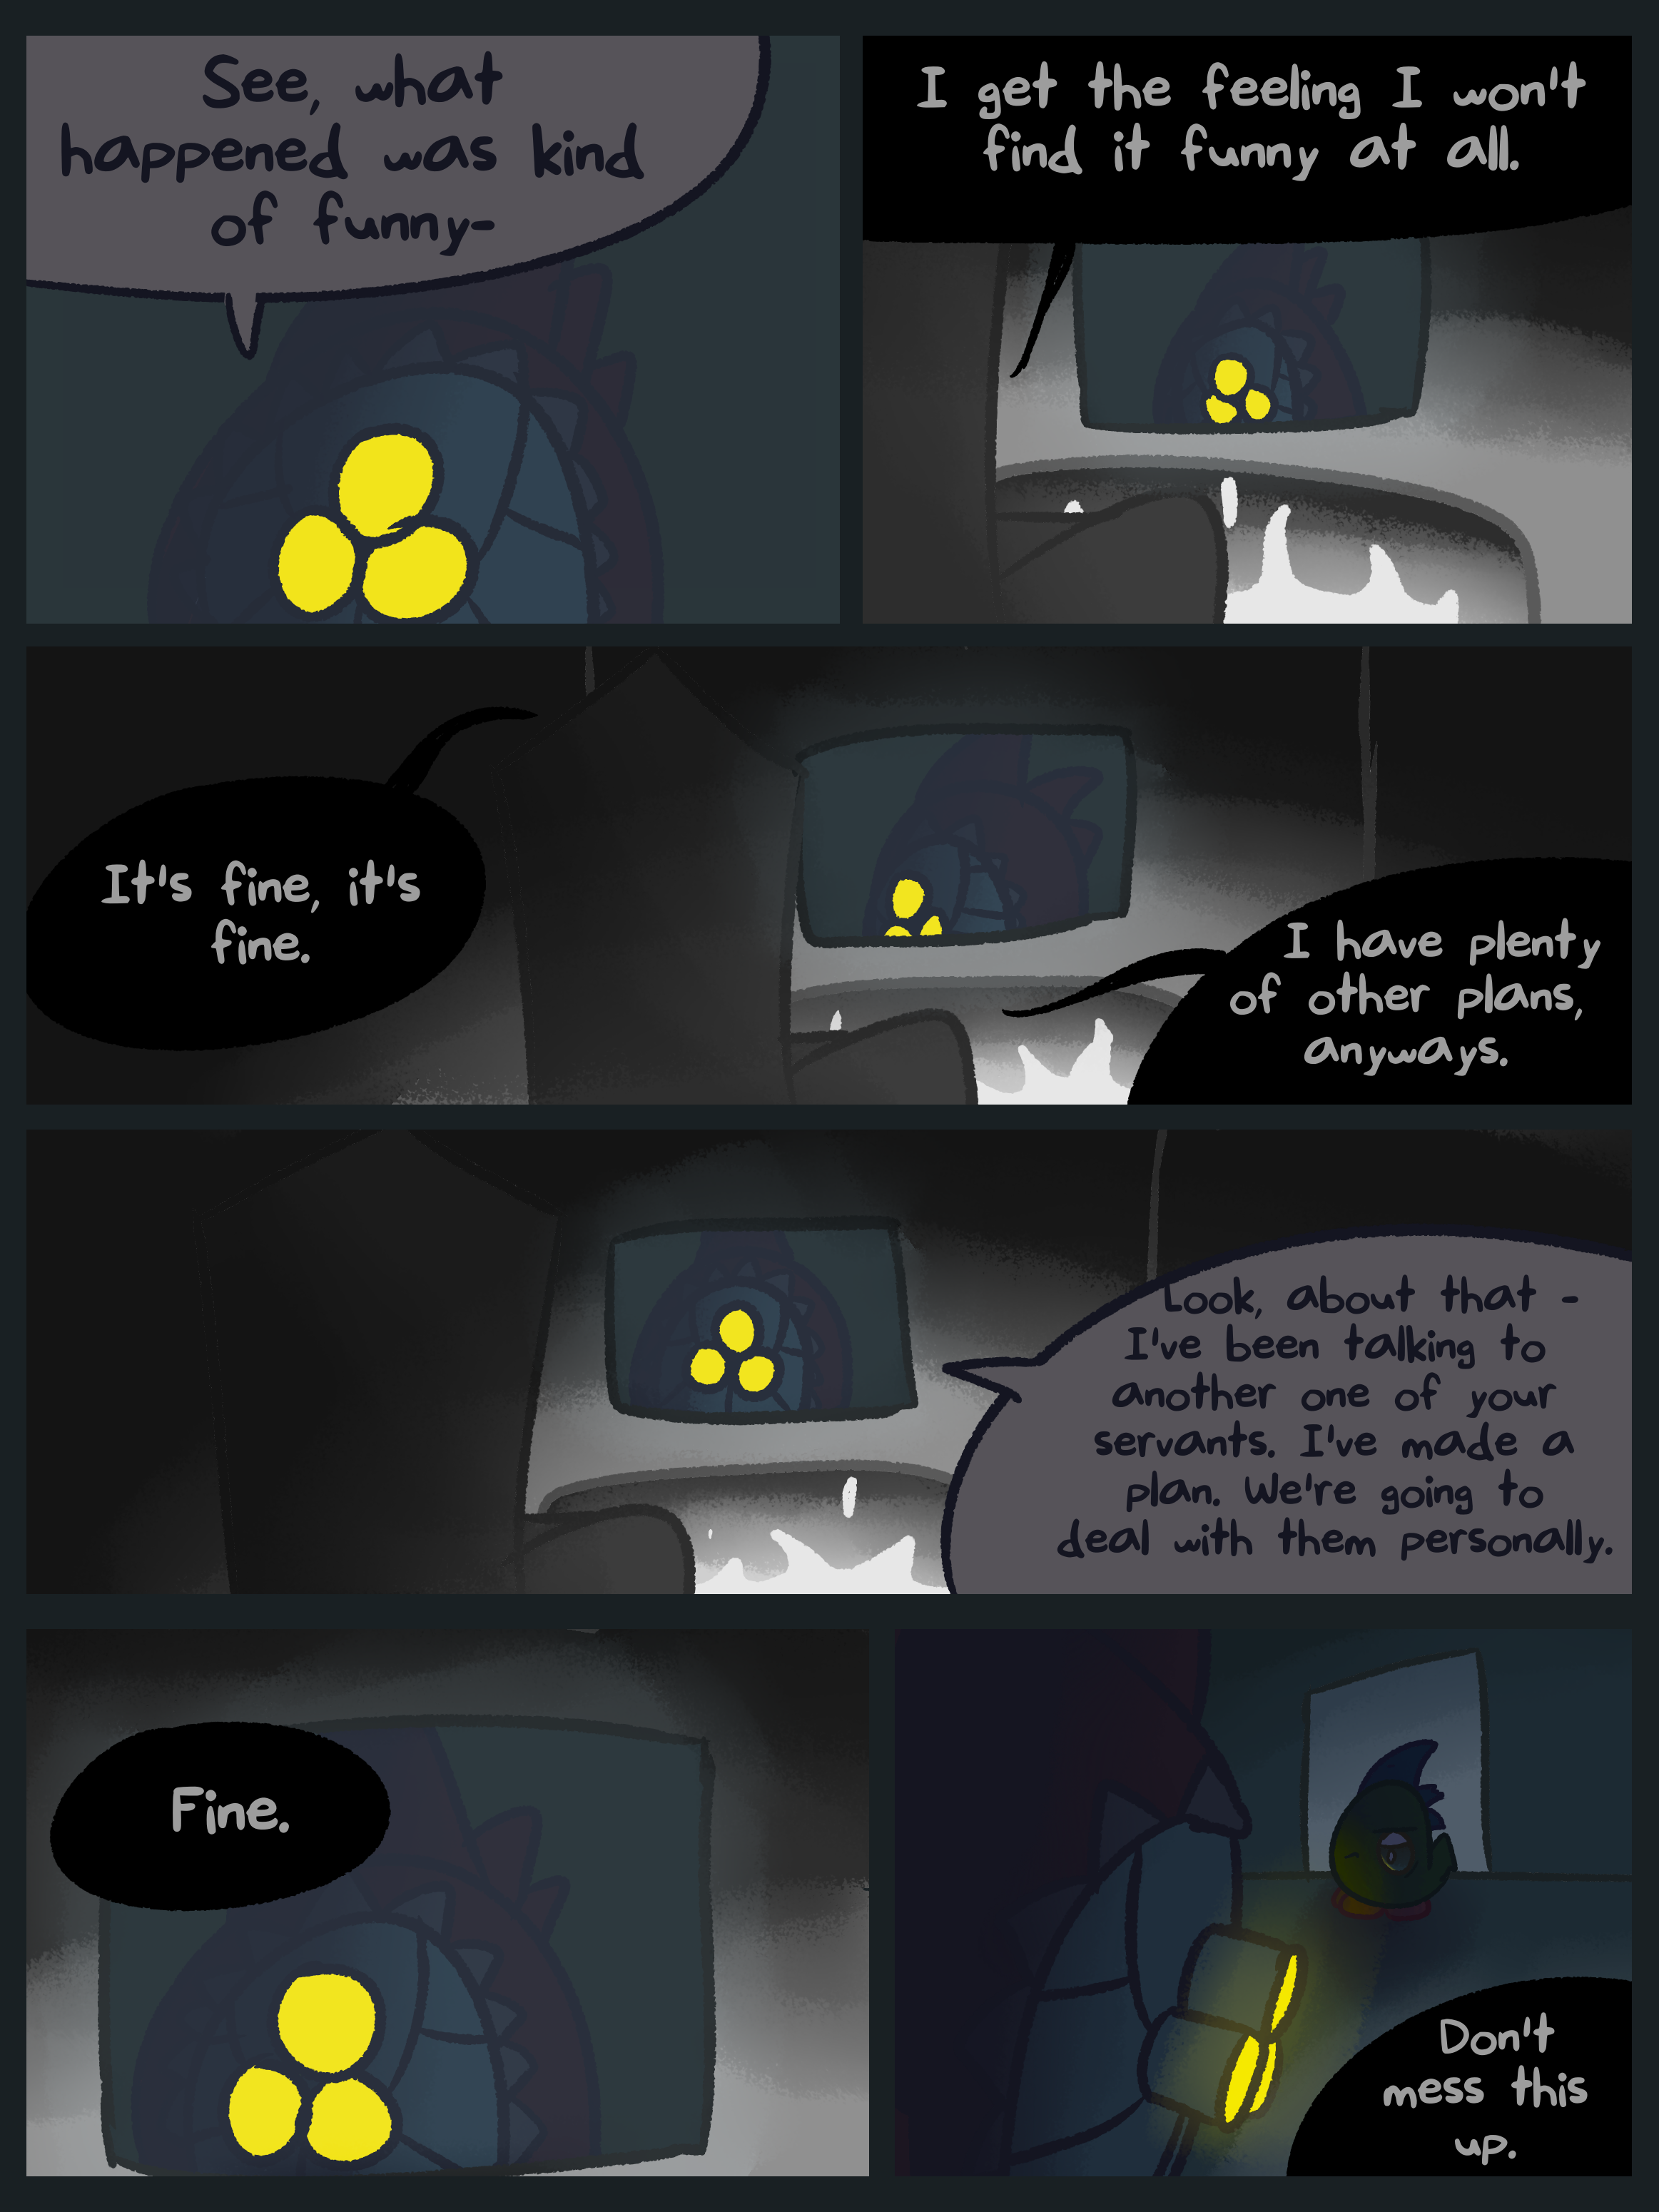 See, what
happened was kind
of funny-
I get the feeling I won't
find it funny at all.
It's fine, it's
fine.
I have plenty
of other plans,
anyways.
Look, about that -
I've been talking to
another one of your
servants. I've made a
plan. We're going to
deal with them personally.
Fine.
Don't
mess this
up.